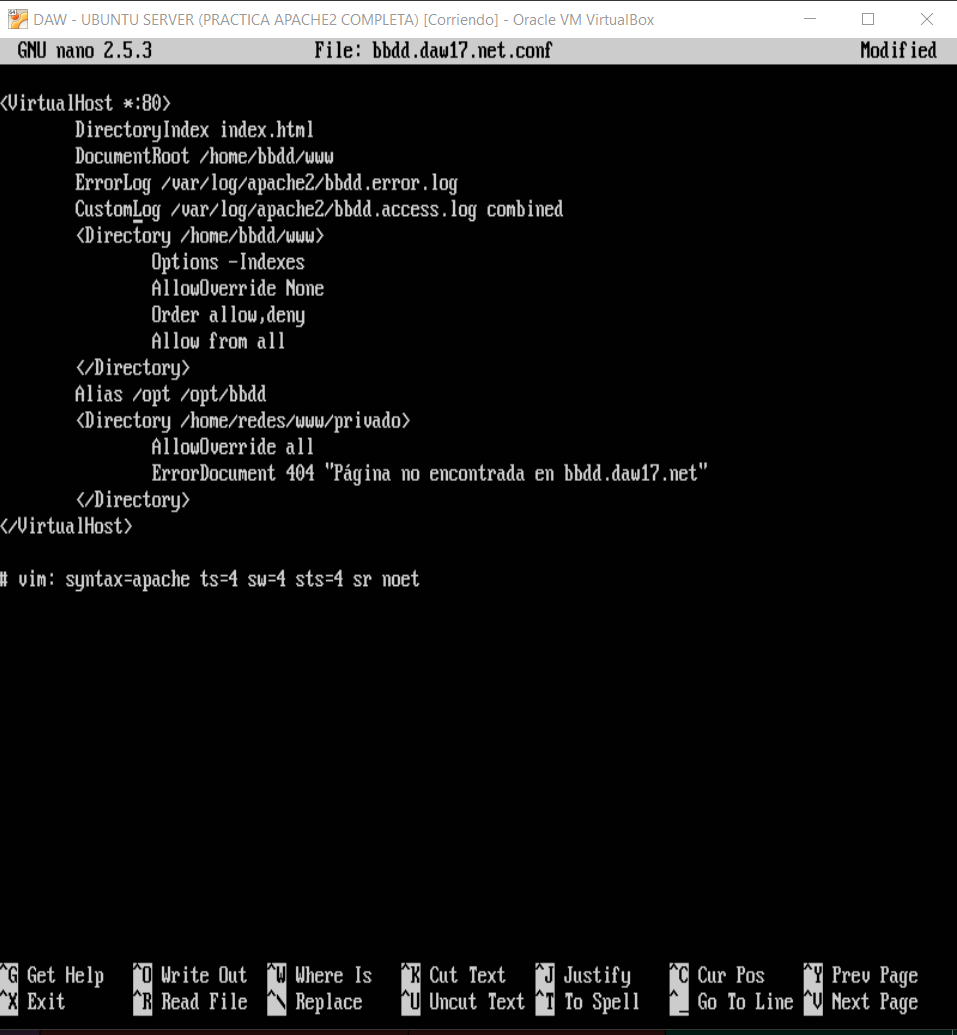 DAW - UBUNTU SERVER (PRACTICA APACHE2 COMPLETA) [Corriendo] - Oracle VM VirtualBox
GNU nano 2.5.3 File: bbdd.daw17.net.conf Modified
<VirtualHost *:80>
DirectoryIndex index.html
DocumentRoot /home/bbdd/www
ErrorLog /var/log/apache2/bbdd.error.log
CustomLog /var/log/apache2/bbdd.access.log combined
<Directory /home/bbdd/www>
Options -Indexes
AllowOverride None
Order allow,deny
Allow from all
</Directory>
Alias /opt /opt/bbdd
<Directory /home/redes/www/privado>
AllowOverride all
ErrorDocument 404 "Página no encontrada en bbdd.daw17.net"
</Directory>
</VirtualHost>
# vim: syntax=apache ts=4 sw=4 sts=4 sr noet
^G Get Help ^O Write Out ^W Where Is ^K Cut Text ^J Justify ^C Cur Pos ^Y Prev Page
^X Exit ^R Read File ^\ Replace ^U Uncut Text ^T To Spell ^_ Go To Line ^V Next Page